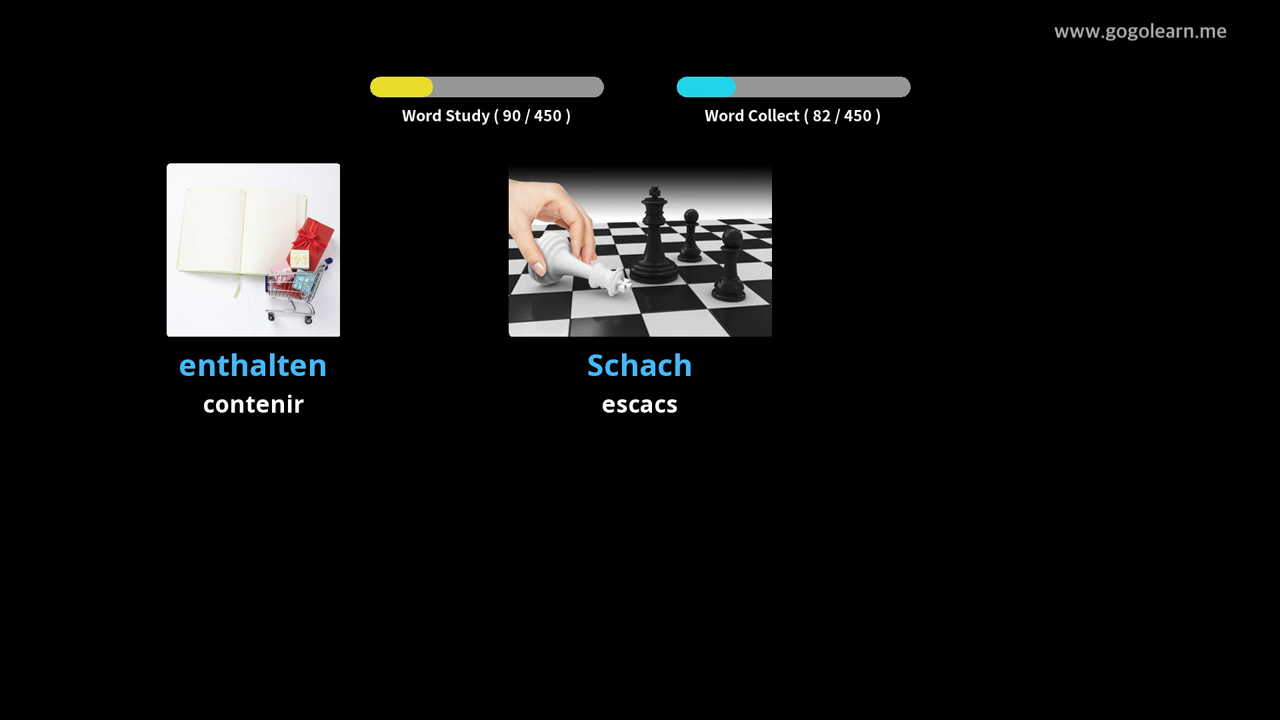 www.gogolearn.me
Word Study ( 90 / 450 )
Word Collect ( 82 / 450 )
enthalten
contenir
Schach
escacs